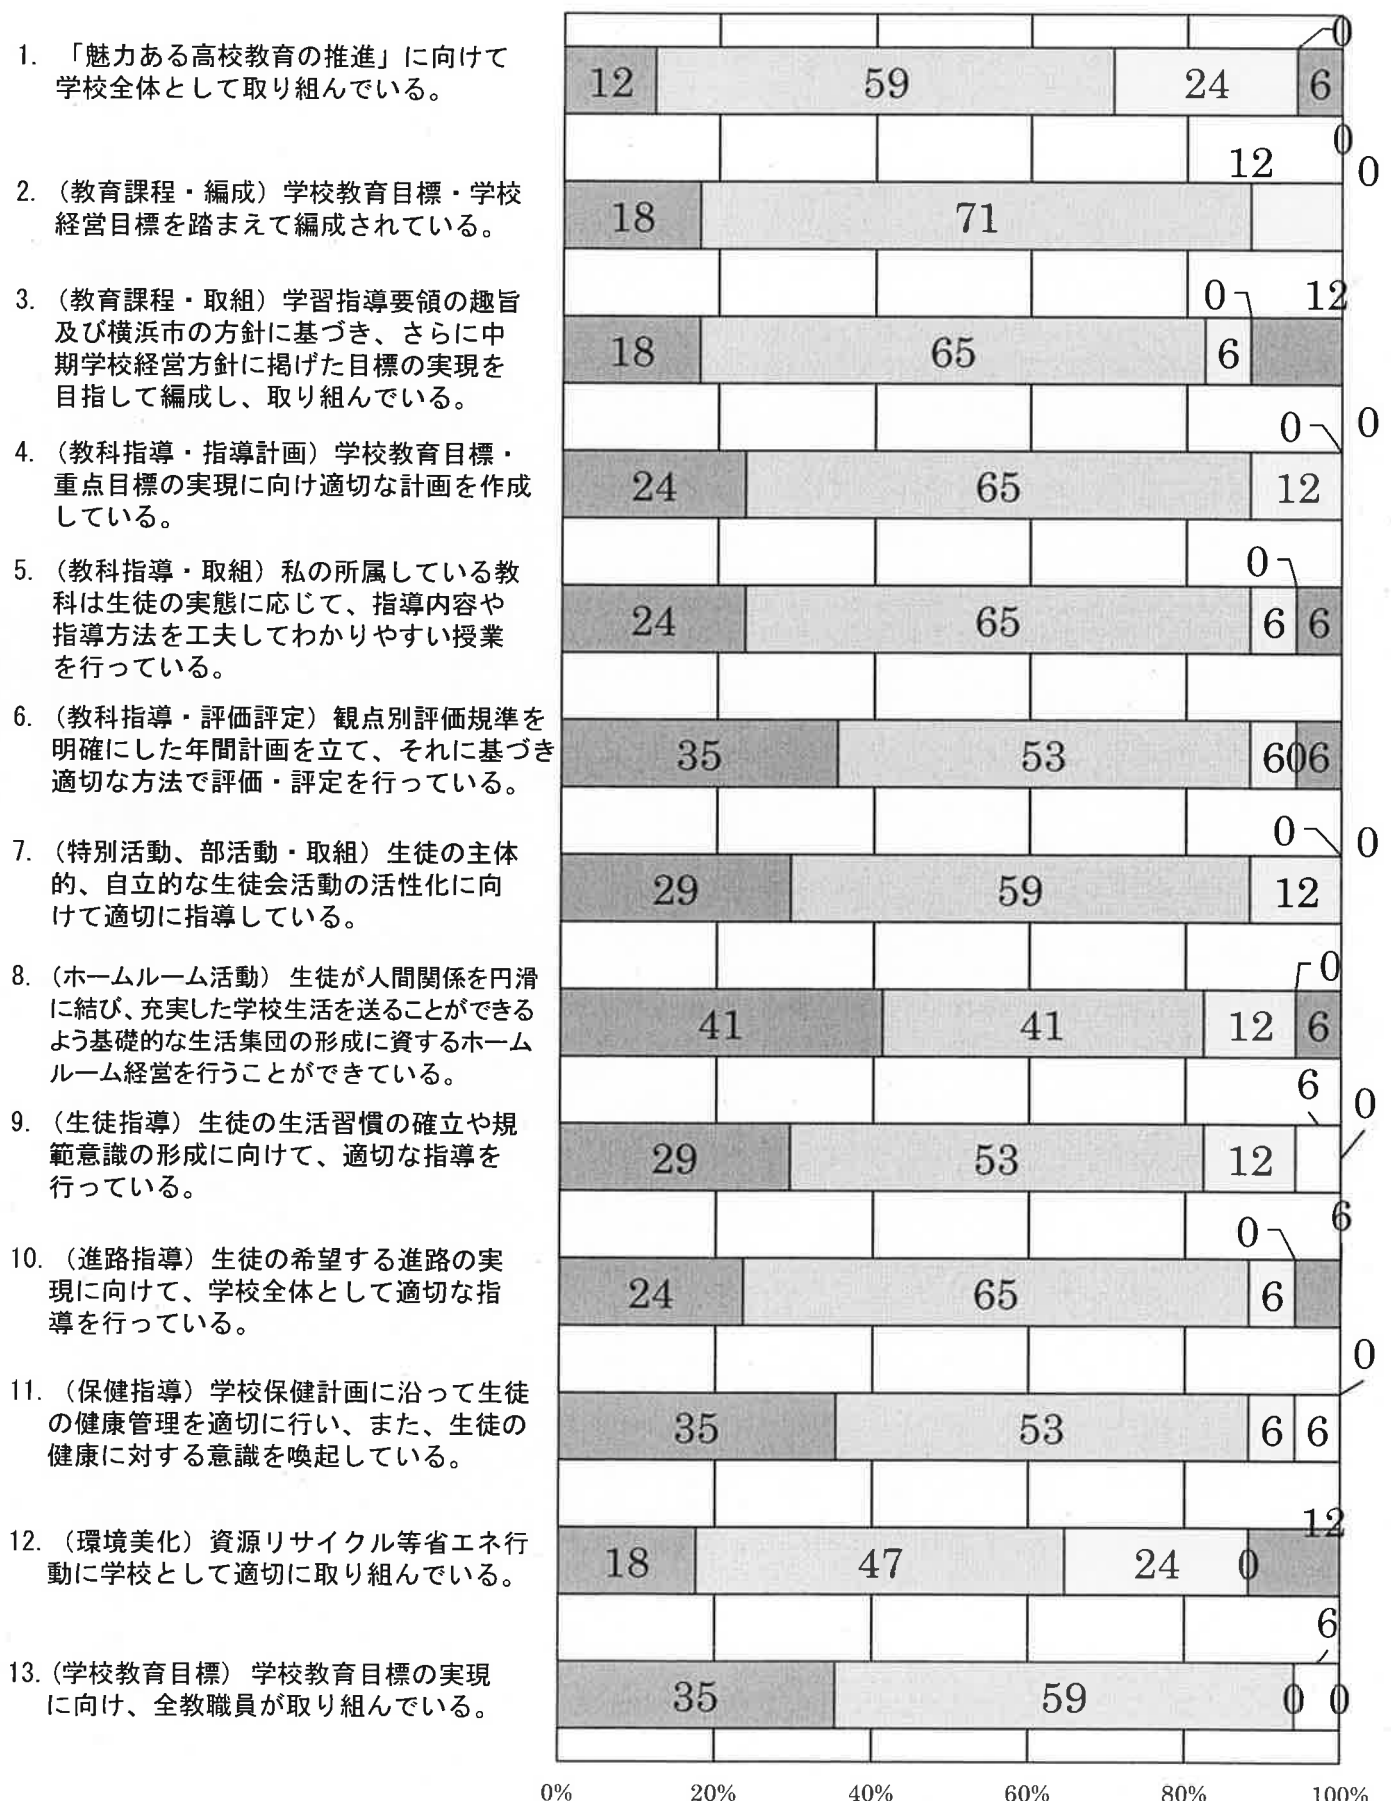 1. 「魅力ある高校教育の推進」に向けて
学校全体として取り組んでいる。
0
12 59 24 6
2. (教育課程・編成) 学校教育目標・学校
経営目標を踏まえて編成されている。
12 0 0
18 71
3. (教育課程・取組) 学習指導要領の趣旨
及び横浜市の方針に基づき、さらに中
期学校経営方針に掲げた目標の実現を
目指して編成し、取り組んでいる。
0 12
18 65 6
4. (教科指導・指導計画) 学校教育目標・
重点目標の実現に向け適切な計画を作成
している。
0 0
24 65 12
5. (教科指導・取組) 私の所属している教
科は生徒の実態に応じて、指導内容や
指導方法を工夫してわかりやすい授業
を行っている。
0
24 65 6 6
6. (教科指導・評価評定) 観点別評価規準を
明確にした年間計画を立て、それに基づき
適切な方法で評価・評定を行っている。
35 53 6 0 6
7. (特別活動、部活動・取組) 生徒の主体
的、自立的な生徒会活動の活性化に向
けて適切に指導している。
0 0
29 59 12
8. (ホームルーム活動) 生徒が人間関係を円滑
に結び、充実した学校生活を送ることができる
よう基礎的な生活集団の形成に資するホーム
ルーム経営を行うことができている。
0
41 41 12 6
9. (生徒指導) 生徒の生活習慣の確立や規
範意識の形成に向けて、適切な指導を
行っている。
6 0
29 53 12
10. (進路指導) 生徒の希望する進路の実
現に向けて、学校全体として適切な指
導を行っている。
0 6
24 65 6
11. (保健指導) 学校保健計画に沿って生徒
の健康管理を適切に行い、また、生徒の
健康に対する意識を喚起している。
0
35 53 6 6
12. (環境美化) 資源リサイクル等省エネ行
動に学校として適切に取り組んでいる。
12
18 47 24 0
13. (学校教育目標) 学校教育目標の実現
に向け、全教職員が取り組んでいる。
6
35 59 0 0
0% 20% 40% 60% 80% 100%